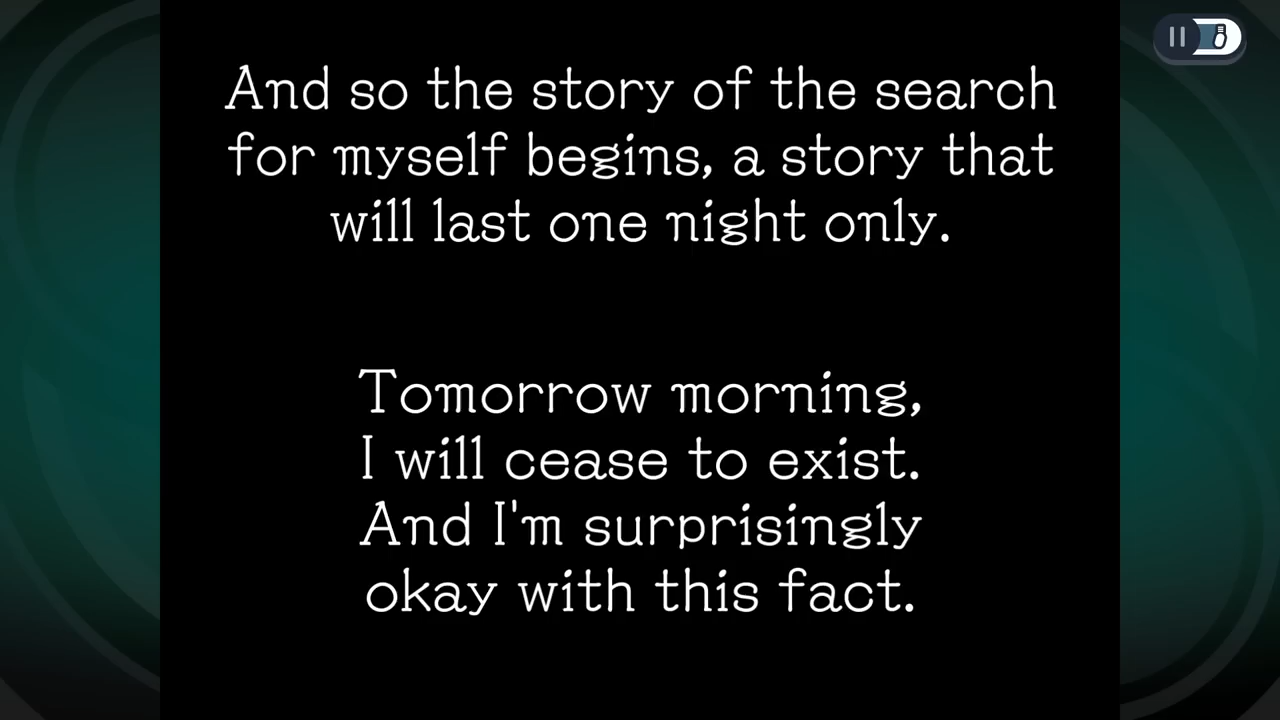 And so the story of the search
for myself begins, a story that
will last one night only.
Tomorrow morning,
I will cease to exist.
And I'm surprisingly
okay with this fact.